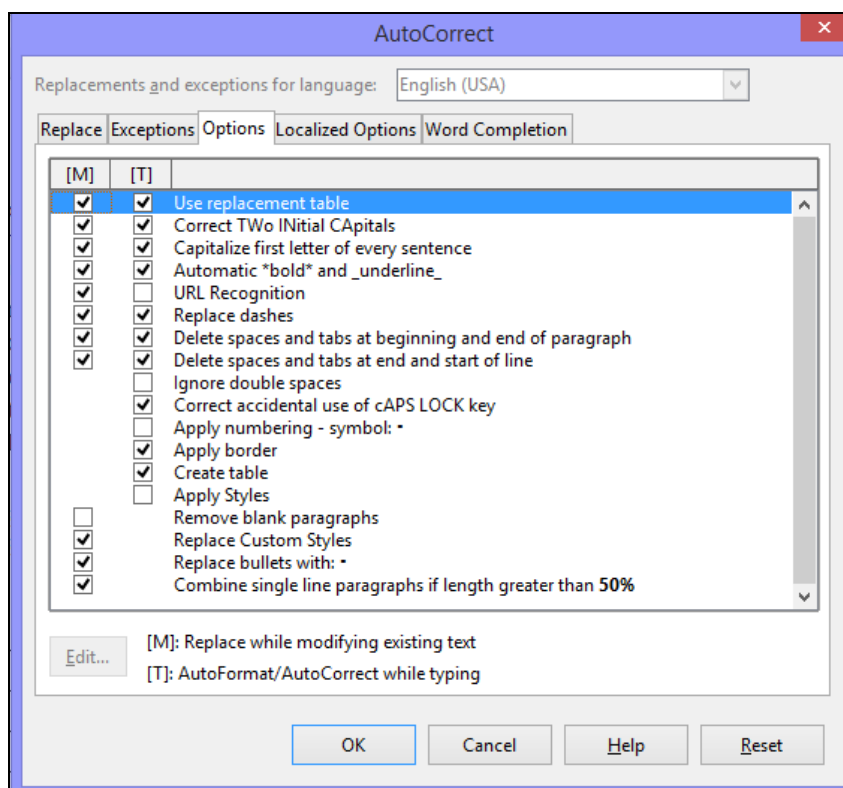 AutoCorrect
Replacements and exceptions for language: English (USA)
Replace Exceptions Options Localized Options Word Completion
[M] [T]
Use replacement table
Correct TWo INitial CApitals
Capitalize first letter of every sentence
Automatic *bold* and _underline_
URL Recognition
Replace dashes
Delete spaces and tabs at beginning and end of paragraph
Delete spaces and tabs at end and start of line
Ignore double spaces
Correct accidental use of cAPS LOCK key
Apply numbering - symbol: •
Apply border
Create table
Apply Styles
Remove blank paragraphs
Replace Custom Styles
Replace bullets with: •
Combine single line paragraphs if length greater than 50%
Edit...
[M]: Replace while modifying existing text
[T]: AutoFormat/AutoCorrect while typing
OK Cancel Help Reset